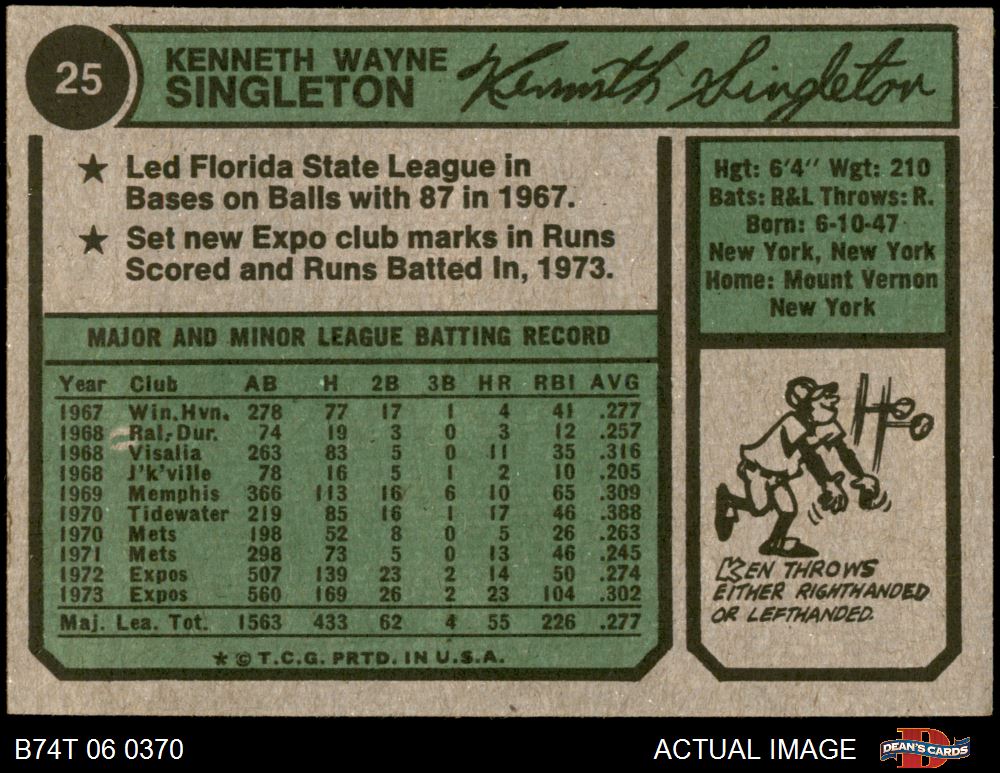 25
KENNETH WAYNE
SINGLETON
Kenneth Singleton
★ Led Florida State League in
Bases on Balls with 87 in 1967.
★ Set new Expo club marks in Runs
Scored and Runs Batted In, 1973.
Hgt: 6'4'' Wgt: 210
Bats: R&L Throws: R.
Born: 6-10-47
New York, New York
Home: Mount Vernon
New York
MAJOR AND MINOR LEAGUE BATTING RECORD
Year Club AB H 2B 3B HR RBI AVG
1967 Win.Hvn. 278 77 17 1 4 41 .277
1968 Ral,-Dur. 74 19 3 0 3 12 .257
1968 Visalia 263 83 5 0 11 35 .316
1968 J'k'ville 78 16 5 1 2 10 .205
1969 Memphis 366 113 16 6 10 65 .309
1970 Tidewater 219 85 16 1 17 46 .388
1970 Mets 198 52 8 0 5 26 .263
1971 Mets 298 73 5 0 13 46 .245
1972 Expos 507 139 23 2 14 50 .274
1973 Expos 560 169 26 2 23 104 .302
Maj. Lea. Tot. 1563 433 62 4 55 226 .277
★ © T.C.G. PRTD. IN U.S.A.
KEN THROWS
EITHER RIGHTHANDED
OR LEFTHANDED.
B74T 06 0370
ACTUAL IMAGE
DEAN'S CARDS